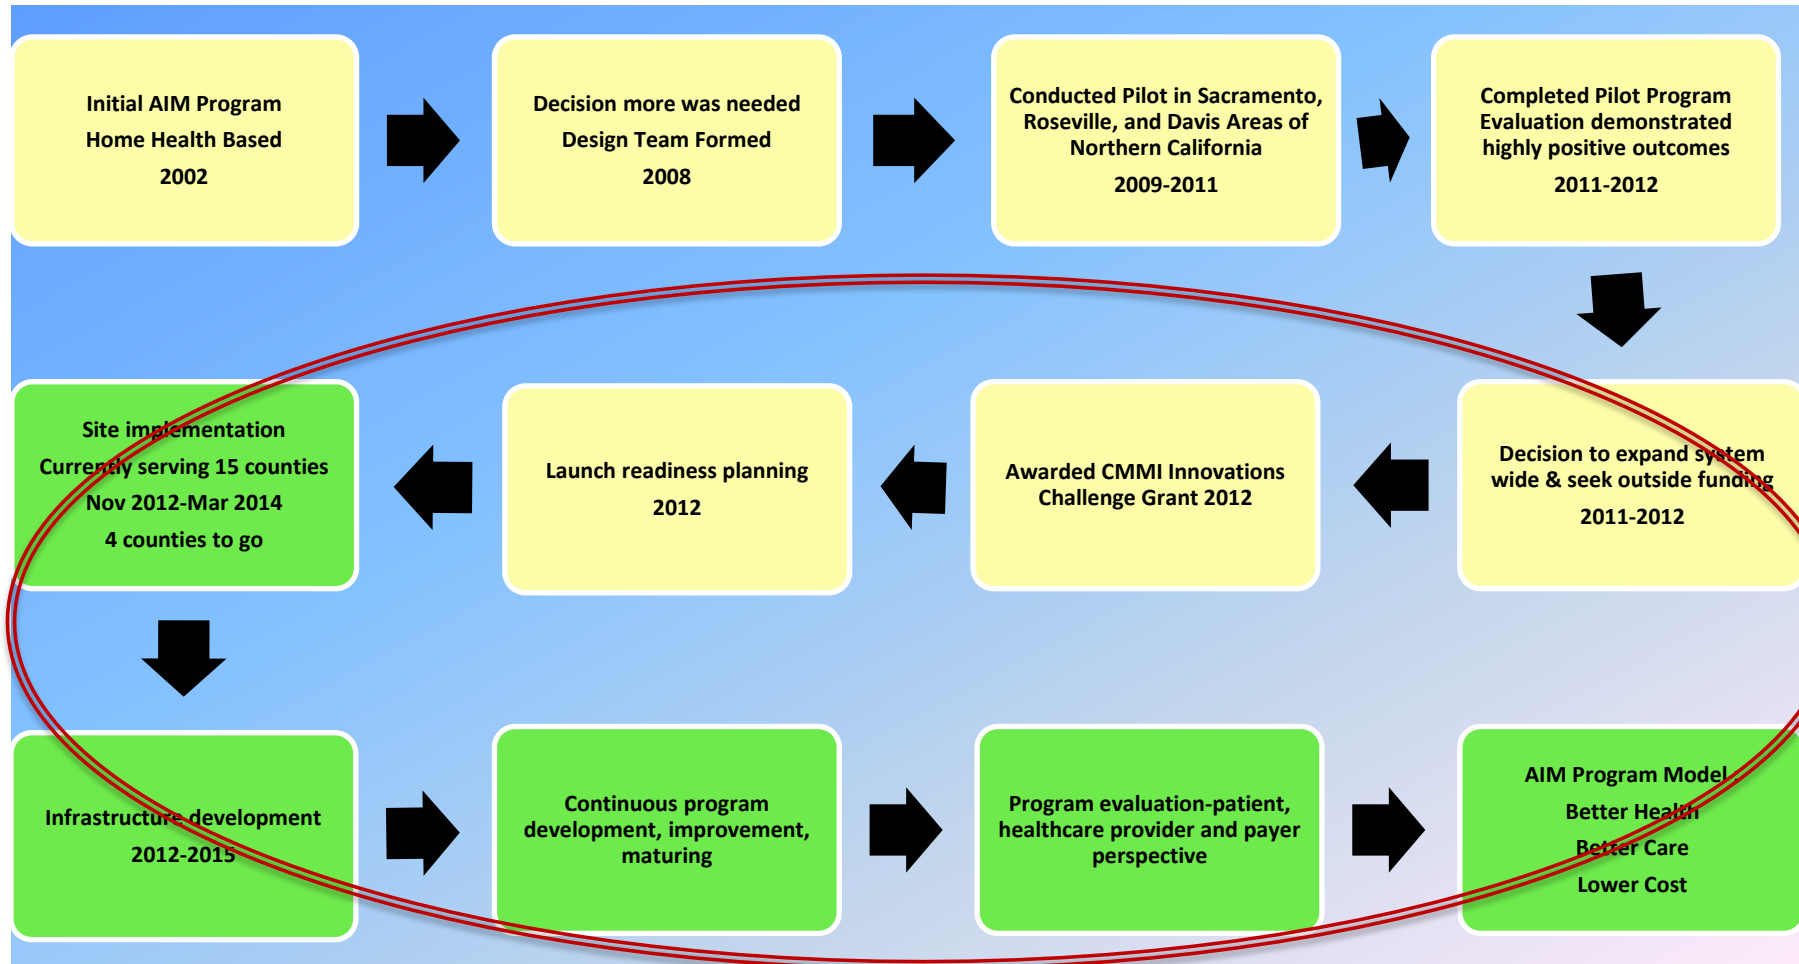 Initial AIM Program
Home Health Based
2002
Decision more was needed
Design Team Formed
2008
Conducted Pilot in Sacramento,
Roseville, and Davis Areas of
Northern California
2009-2011
Completed Pilot Program
Evaluation demonstrated
highly positive outcomes
2011-2012
Decision to expand system
wide & seek outside funding
2011-2012
Awarded CMMI Innovations
Challenge Grant 2012
Launch readiness planning
2012
Site implementation
Currently serving 15 counties
Nov 2012-Mar 2014
4 counties to go
Infrastructure development
2012-2015
Continuous program
development, improvement,
maturing
Program evaluation-patient,
healthcare provider and payer
perspective
AIM Program Model
Better Health
Better Care
Lower Cost